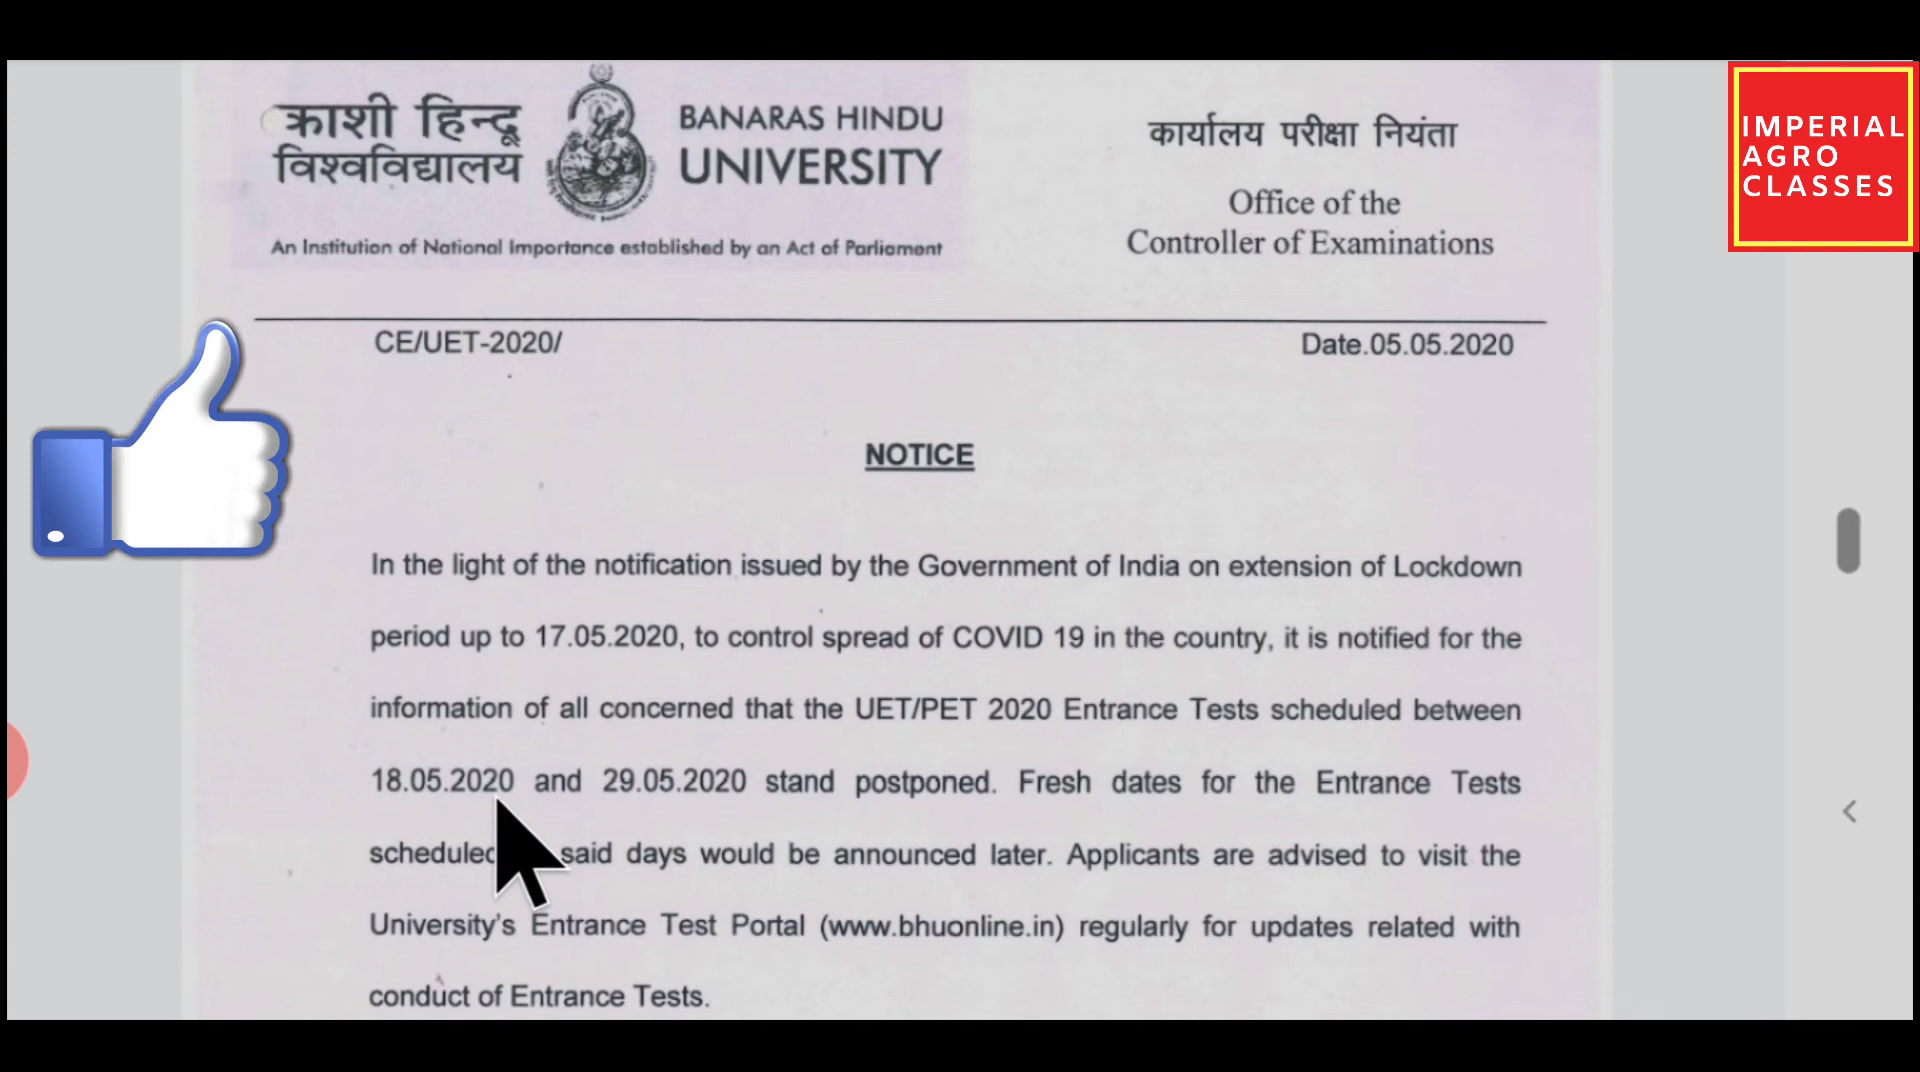 काशी हिन्दू
विश्वविद्यालय
BANARAS HINDU
UNIVERSITY
An Institution of National Importance established by an Act of Parliament
कार्यालय परीक्षा नियंता
Office of the
Controller of Examinations
IMPERIAL
AGRO
CLASSES
CE/UET-2020/
Date.05.05.2020
NOTICE
In the light of the notification issued by the Government of India on extension of Lockdown
period up to 17.05.2020, to control spread of COVID 19 in the country, it is notified for the
information of all concerned that the UET/PET 2020 Entrance Tests scheduled between
18.05.2020 and 29.05.2020 stand postponed. Fresh dates for the Entrance Tests
scheduled said days would be announced later. Applicants are advised to visit the
University's Entrance Test Portal (www.bhuonline.in) regularly for updates related with
conduct of Entrance Tests.